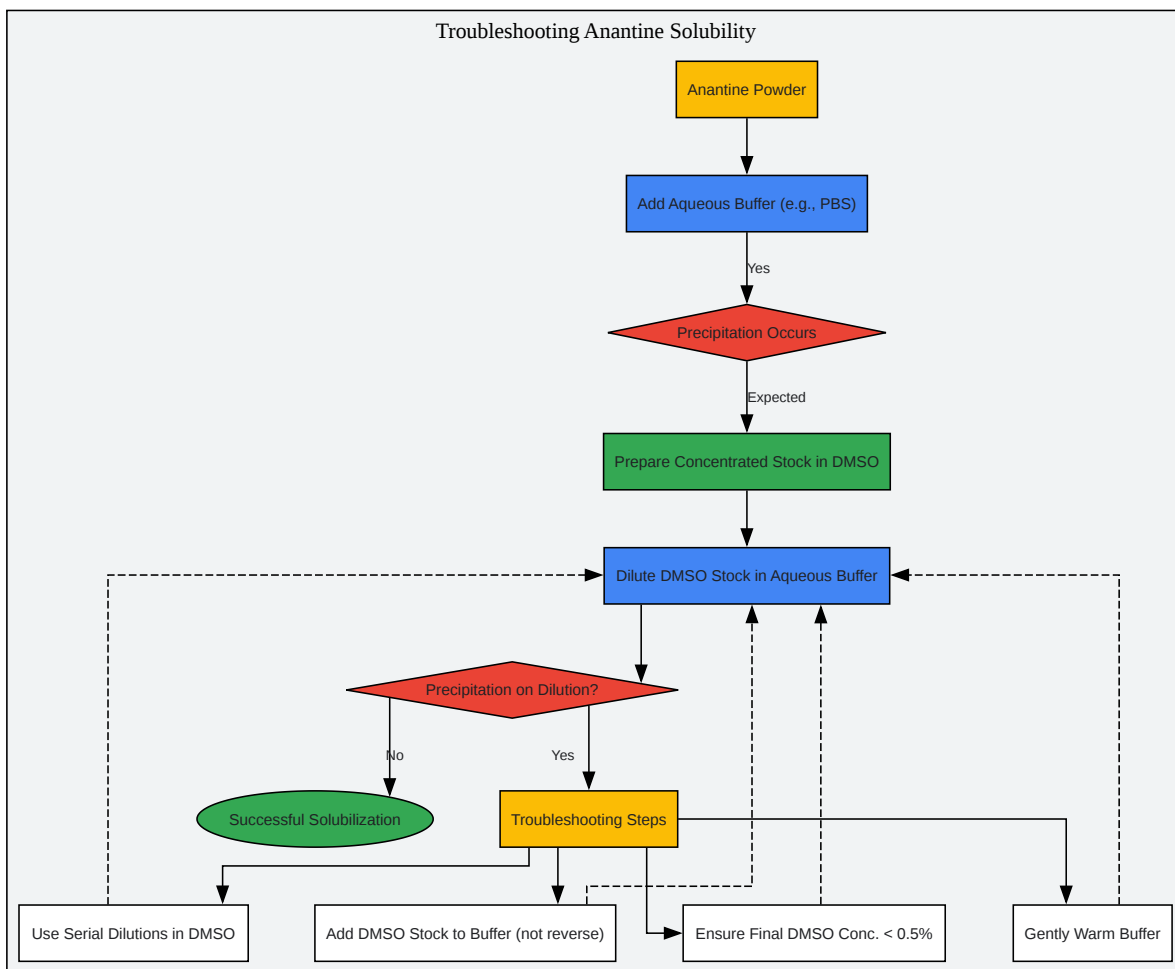 Troubleshooting Anantine Solubility
Anantine Powder
Add Aqueous Buffer (e.g., PBS)
Yes
Precipitation Occurs
Expected
Prepare Concentrated Stock in DMSO
Dilute DMSO Stock in Aqueous Buffer
Precipitation on Dilution?
No
Yes
Successful Solubilization
Troubleshooting Steps
Use Serial Dilutions in DMSO
Add DMSO Stock to Buffer (not reverse)
Ensure Final DMSO Conc. < 0.5%
Gently Warm Buffer